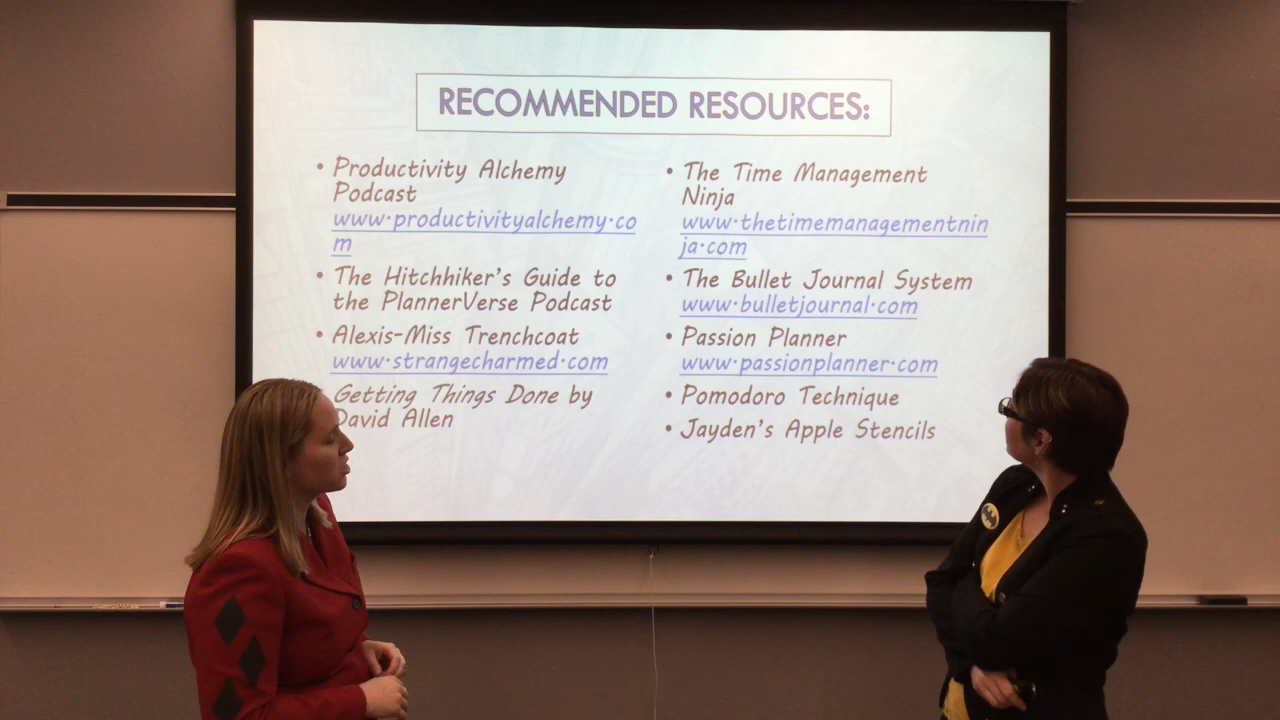 RECOMMENDED RESOURCES:
• Productivity Alchemy
Podcast
www.productivityalchemy.co
m
• The Hitchhiker's Guide to
the PlannerVerse Podcast
• Alexis-Miss Trenchcoat
www.strangecharmed.com
Getting Things Done by
David Allen
• The Time Management
Ninja
www.thetimemanagementnin
ja.com
• The Bullet Journal System
www.bulletjournal.com
• Passion Planner
www.passionplanner.com
• Pomodoro Technique
• Jayden's Apple Stencils